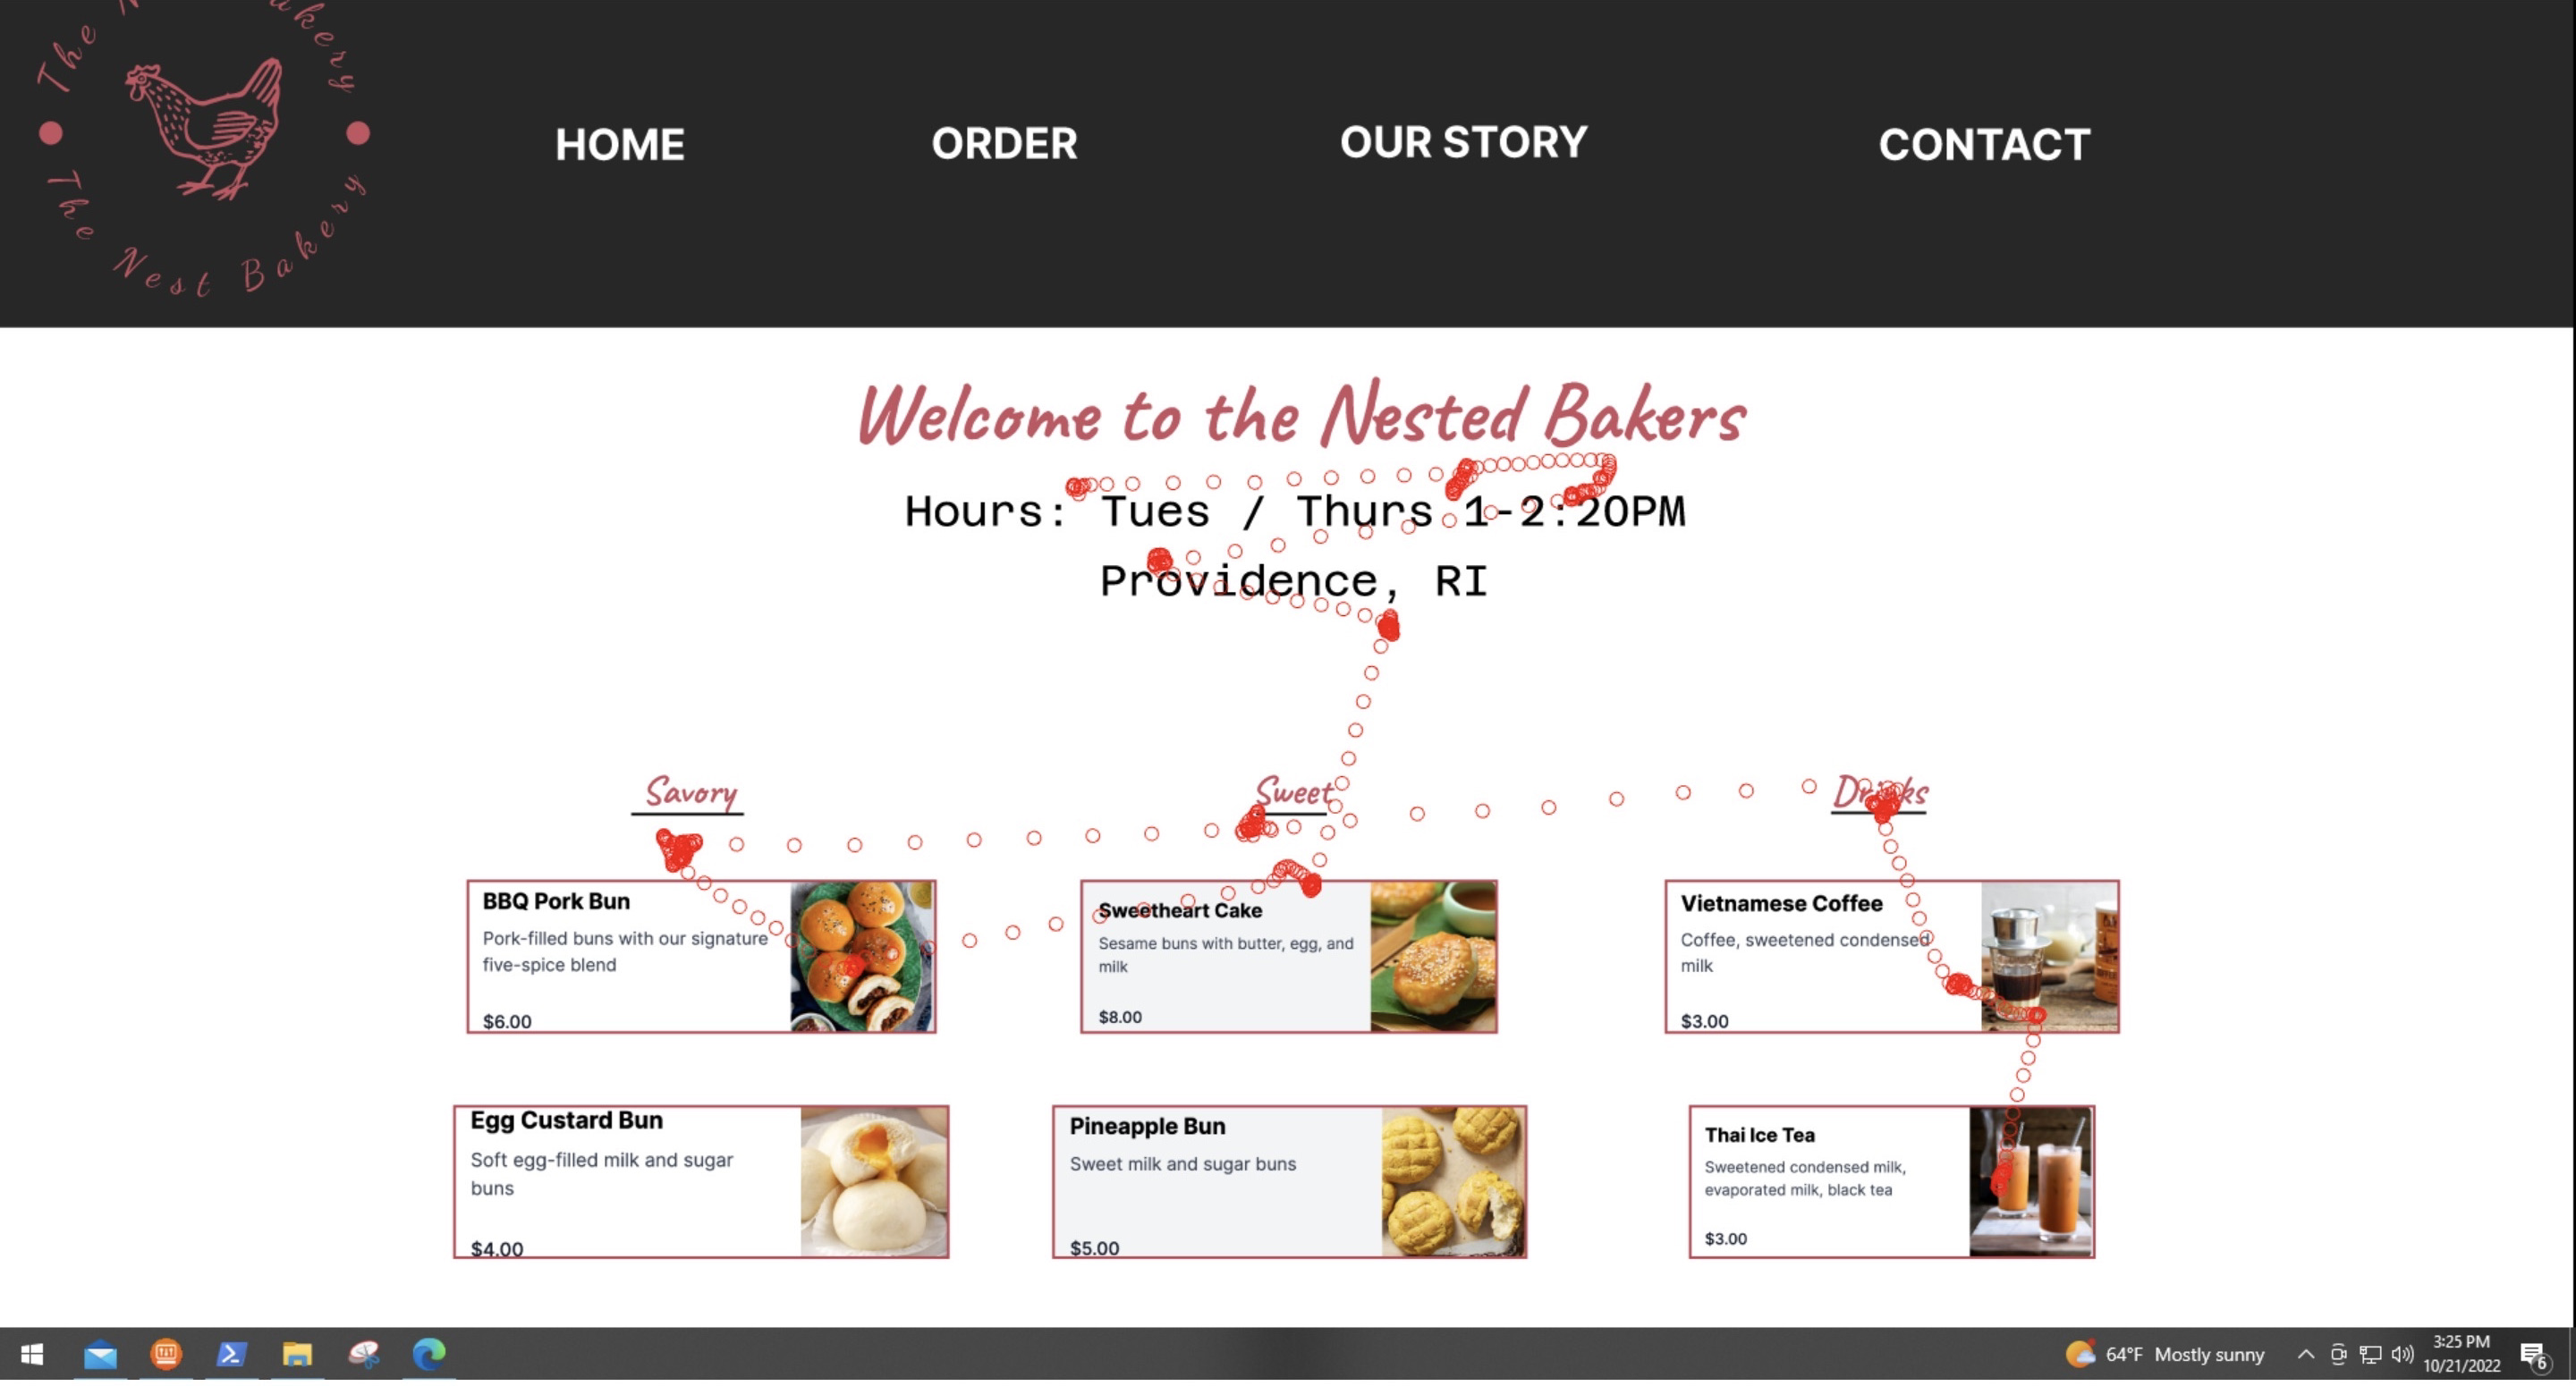 The N akery
The Nest Bakery
HOME
ORDER
OUR STORY
CONTACT
Welcome to the Nested Bakers
Hours: Tues / Thurs 1-2:20PM
Providence, RI
Savory
BBQ Pork Bun
Pork-filled buns with our signature
five-spice blend
$6.00
Egg Custard Bun
Soft egg-filled milk and sugar
buns
$4.00
Sweet
Sweetheart Cake
Sesame buns with butter, egg, and
milk
$8.00
Pineapple Bun
Sweet milk and sugar buns
$5.00
Drinks
Vietnamese Coffee
Coffee, sweetened condensed
milk
$3.00
Thai Ice Tea
Sweetened condensed milk,
evaporated milk, black tea
$3.00
64°F Mostly sunny
3:25 PM
10/21/2022
6